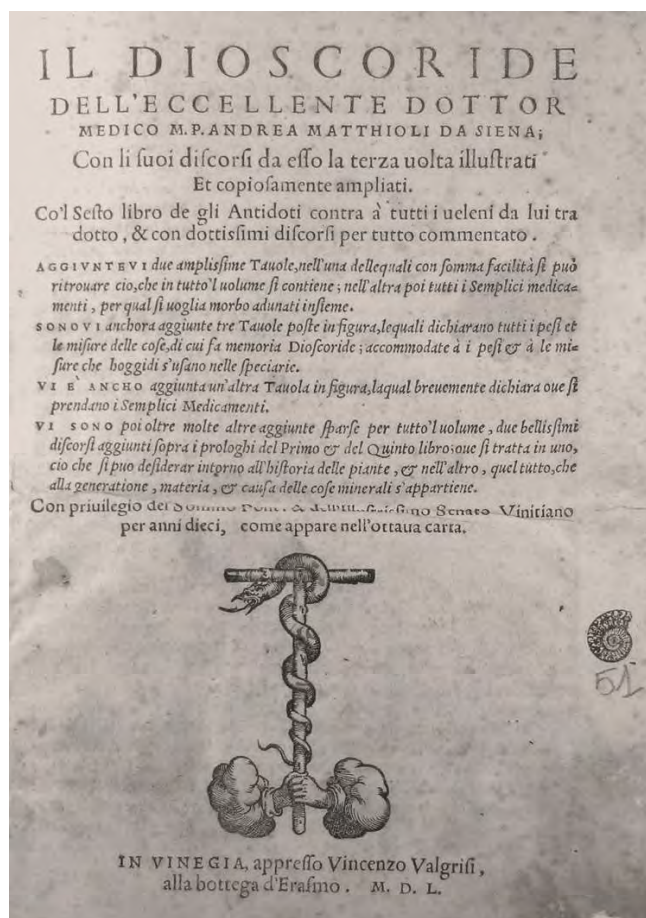 IL DIOSCORIDE
DELL'ECCELLENTE DOTTOR
MEDICO M.P. ANDREA MATTHIOLI DA SIENA;
Con li ſuoi diſcorſi da eſſo la terza uolta illuſtrati
Et copioſamente ampliati.
Co'l Seſto libro de gli Antidoti contra à tutti i ueleni da lui tra
dotto, & con dottiſsimi diſcorſi per tutto commentato.
AGGIVNTEVI due ampliſſime Tauole, nell'una dellequali con ſomma facilità ſi può
ritrouare cio, che in tutto'l uolume ſi contiene; nell'altra poi tutti i Semplici medica=
menti, per qual ſi uoglia morbo adunati inſieme.
SONOVI anchora aggiunte tre Tauole poſte in figura, lequali dichiarano tutti i peſi et
le miſure delle coſe, di cui fa memoria Dioſcoride; accommodate à i peſi & à le mi=
ſure che hoggidi s'uſano nelle ſpeciarie.
VI E' ANCHO aggiunta un'altra Tauola in figura, laqual breuemente dichiara oue ſi
prendano i Semplici Medicamenti.
VI SONO poi oltre molte altre aggiunte ſparſe per tutto'l uolume, due belliſſimi
diſcorſi aggiunti ſopra i prologhi del Primo & del Quinto libro; oue ſi tratta in uno,
cio che ſi puo deſiderar intorno all'hiſtoria delle piante, & nell'altro, quel tutto, che
alla generatione, materia, & cauſa delle coſe minerali s'appartiene.
Con priuilegio del Senato Vinitiano
per anni dieci, come appare nell'ottaua carta.
51
IN VINEGIA, appreſſo Vincenzo Valgriſi,
alla bottega d'Eraſmo. M. D. L.